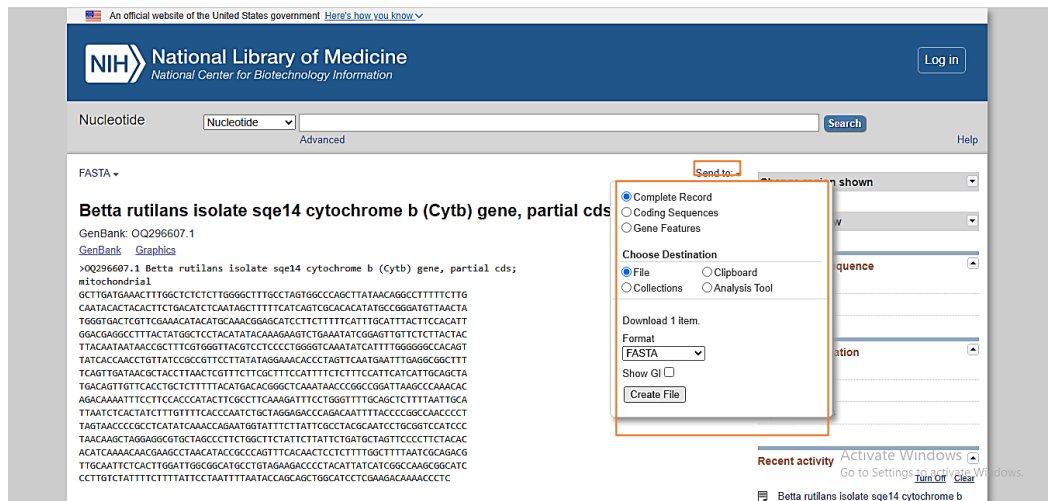 An official website of the United States government Here's how you know
NIH National Library of Medicine
National Center for Biotechnology Information
Log in
Nucleotide
Nucleotide
Search
Advanced
Help
FASTA
Send to:
shown
Complete Record
Coding Sequences
Gene Features
Betta rutilans isolate sqe14 cytochrome b (Cytb) gene, partial cds
GenBank: OQ296607.1
GenBank Graphics
Choose Destination
File Clipboard
Collections Analysis Tool
Download 1 item.
Format
FASTA
Show GI
Create File
>OQ296607.1 Betta rutilans isolate sqe14 cytochrome b (Cytb) gene, partial cds;
mitochondrial
GCTTGATGAAACTTTGGCTCTCTCTTGGGGCTTTGCCTAGTGGCCCAGCTTATAACAGGCCTTTTTCTTG
CAATACACTACACTTCTGACATCTCAATAGCTTTTTCATCAGTCGCACACATATGCCGGGATGTTAACTA
TGGGTGACTCGTTCGAAACATACATGCAAACGGAGCATCCTTCTTTTTCATTTGCATTTACTTCCACATT
GGACGAGGCCTTTACTATGGCTCCTACATATACAAAGAAGTCTGAAATATCGGAGTTGTTCTCTTACTAC
TTACAATAATAACCGCTTTCGTGGGTTACGTCCTCCCCTGGGGTCAAATATCATTTTGGGGGGCCACAGT
TATCACCAACCTGTTATCCGCCGTTCCTTATATAGGAAACACCCTAGTTCAATGAATTTGAGGCGGCTTT
TCAGTTGATAACGCTACCTTAACTCGTTTCTTCGCTTTCCATTTTCTCTTTCCATTCATCATTGCAGCTA
TGACAGTTGTTCACCTGCTCTTTTTACATGACACGGGCTCAAATAACCCGGCCGGATTAAGCCCAAACAC
AGACAAAATTTCCTTCCACCCATACTTCGCCTTCAAAGATTTCCTGGGTTTTGCAGCTCTTTTAATTGCA
TTAATCTCACTATCTTTGTTTTCACCCAATCTGCTAGGAGACCCAGACAATTTTACCCCGGCCAACCCCT
TAGTAACCCCGCCTCATATCAAACCAGAATGGTATTTCTTATTCGCCTACGCAATCCTGCGGTCCATCCC
TAACAAGCTAGGAGGCGTGCTAGCCCTTCTGGCTTCTATTCTTATTCTGATGCTAGTTCCCCTTCTACAC
ACATCAAAACAACGAAGCCTAACATACCGCCCAGTTTCACAACTCCTCTTTTGGCTTTTAATCGCAGACG
TTGCAATTCTCACTTGGATTGGCGGCATGCCTGTAGAAGACCCCTACATTATCATCGGCCAAGCGGCATC
CCTTGTCTATTTTCTTTTATTCCTAATTTTAATACCAGCAGCTGGCATCCTCGAAGACAAAACCCTC
Recent activity
Turn Off Clear
Betta rutilans isolate sqe14 cytochrome b
Activate Windows
Go to Settings to activate Windows.